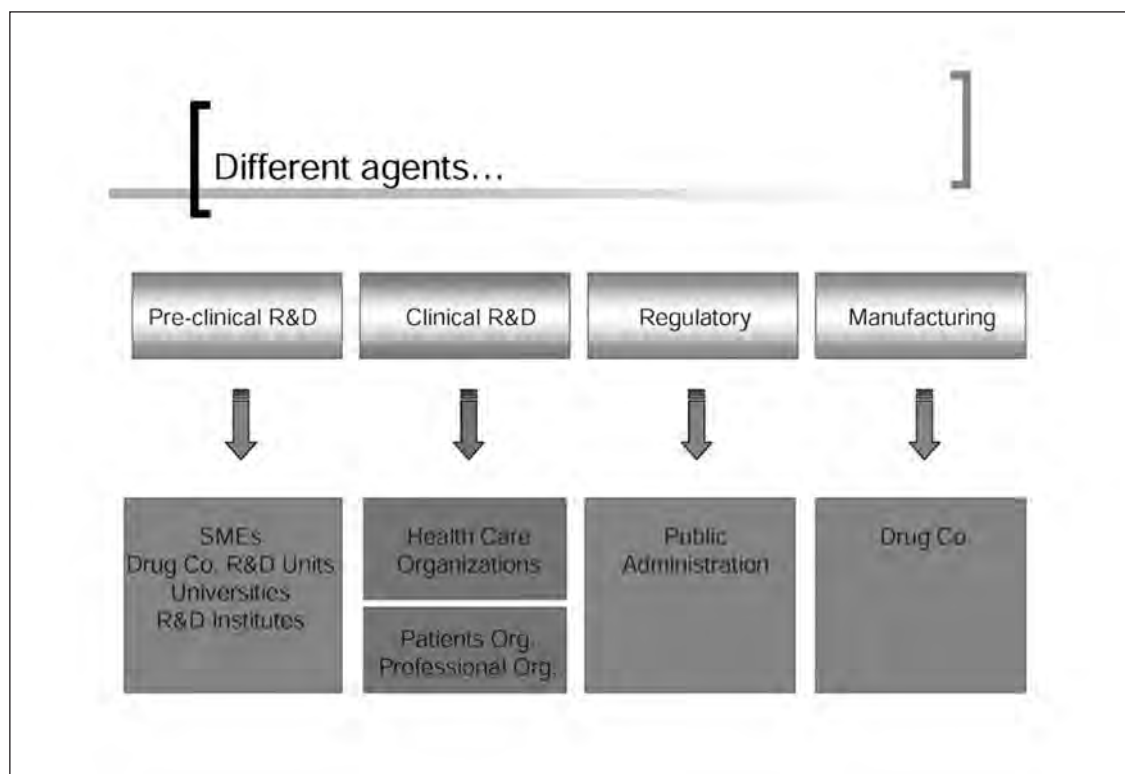 Different agents...
Pre-clinical R&D
Clinical R&D
Regulatory
Manufacturing
SMEs
Drug Co. R&D Units
Universities
R&D Institutes
Health Care
Organizations
Patients Org.
Professional Org.
Public
Administration
Drug Co.